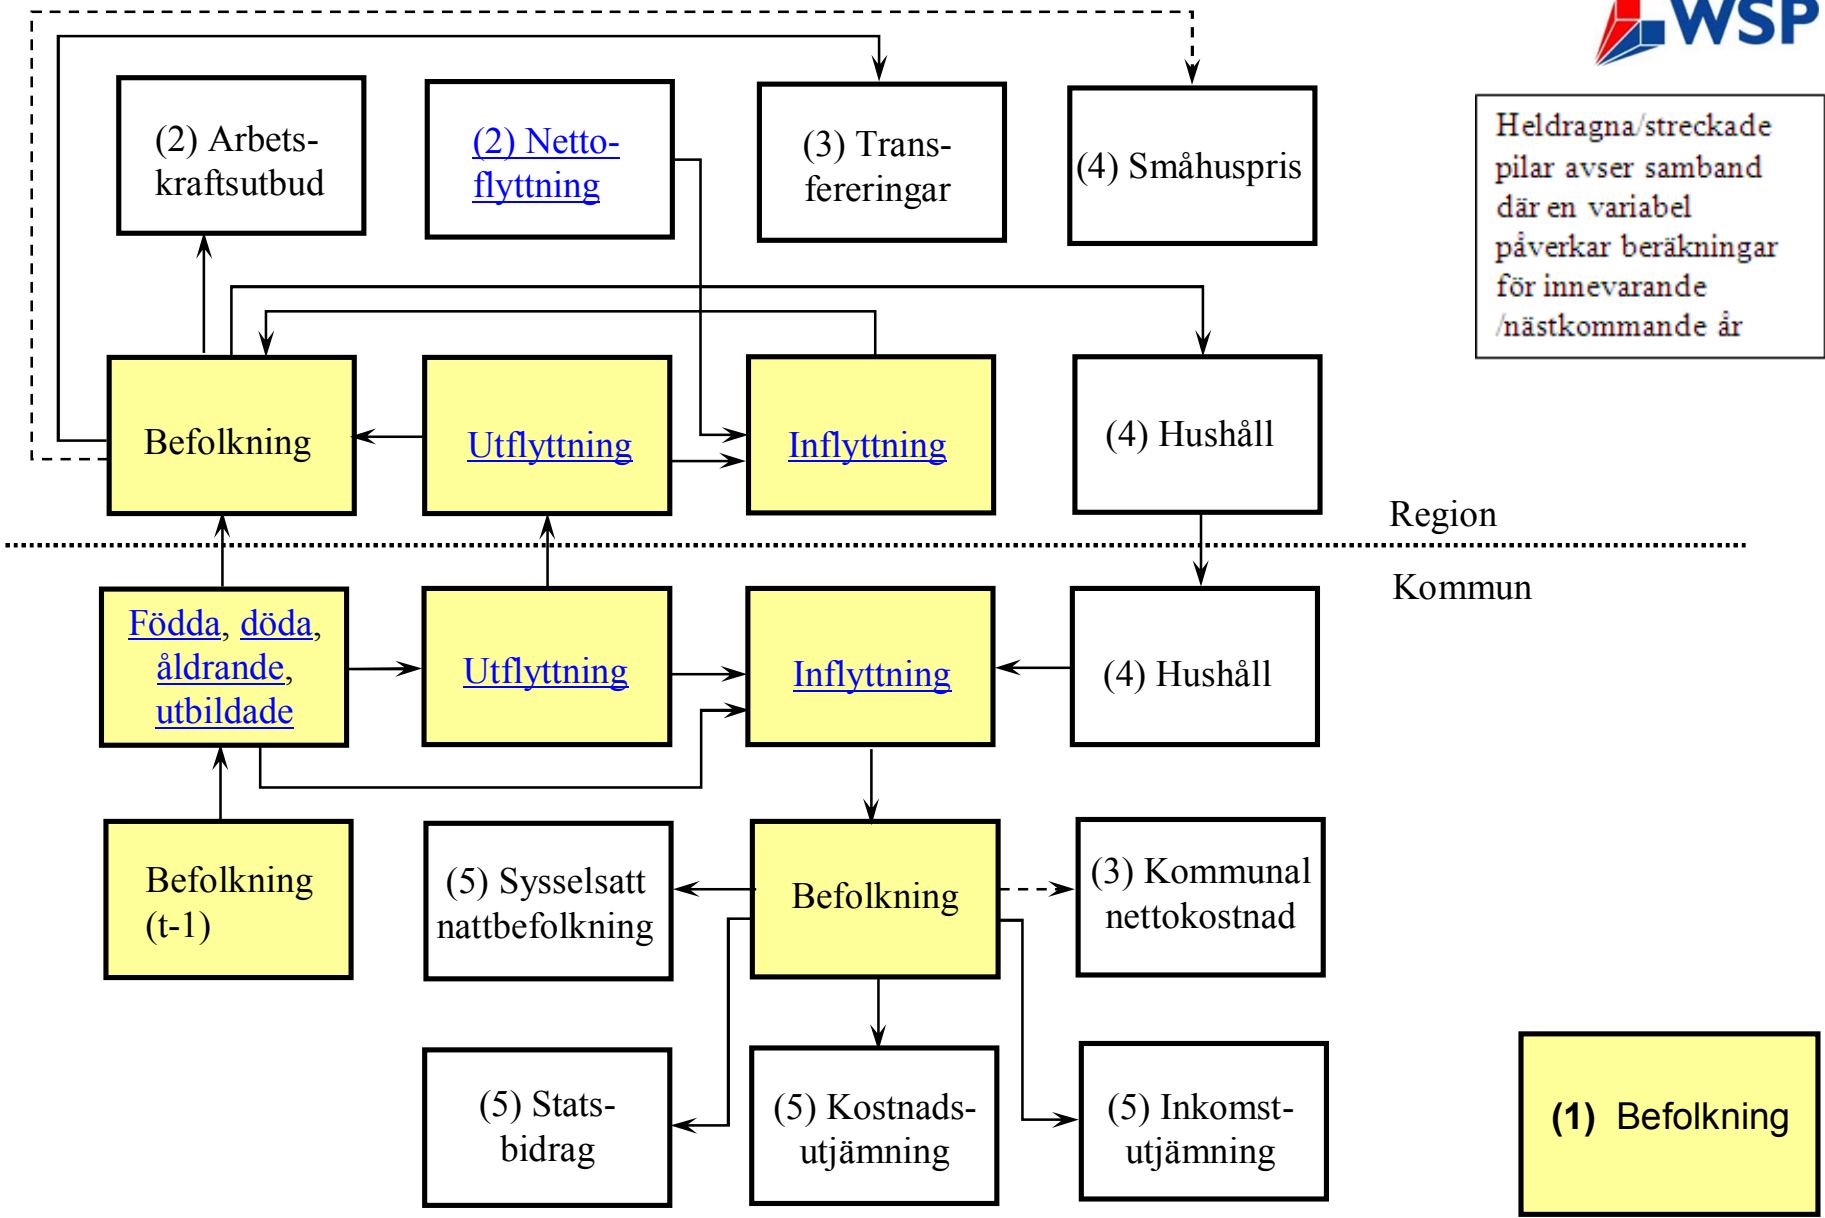 WSP
(2) Arbets-
kraftsutbud
(2) Netto-
flyttning
(3) Trans-
fereringar
(4) Småhuspris
Heldragna/streckade
pilar avser samband
där en variabel
påverkar beräkningar
för innevarande
/nästkommande år
Befolkning
Utflyttning
Inflyttning
(4) Hushåll
Region
Kommun
Födda, döda,
åldrande,
utbildade
Utflyttning
Inflyttning
(4) Hushåll
Befolkning
(t-1)
(5) Sysselsatt
nattbefolkning
Befolkning
(3) Kommunal
nettokostnad
(5) Stats-
bidrag
(5) Kostnads-
utjämning
(5) Inkomst-
utjämning
(1) Befolkning